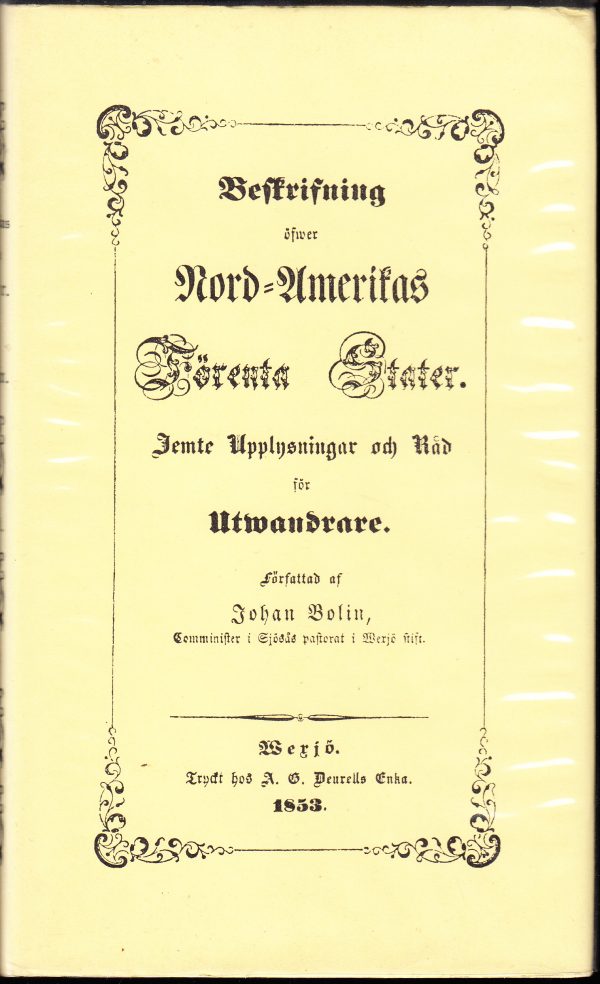 Beskrifning
öfwer
Nord-Amerikas
Förenta Stater.
Jemte Upplysningar och Råd
för
Utwandrare.
Författad af
Johan Bolin,
Comminister i Sjösås pastorat i Wexjö stift.
Wexjö.
Tryckt hos A. G. Deurells Enka.
1853.